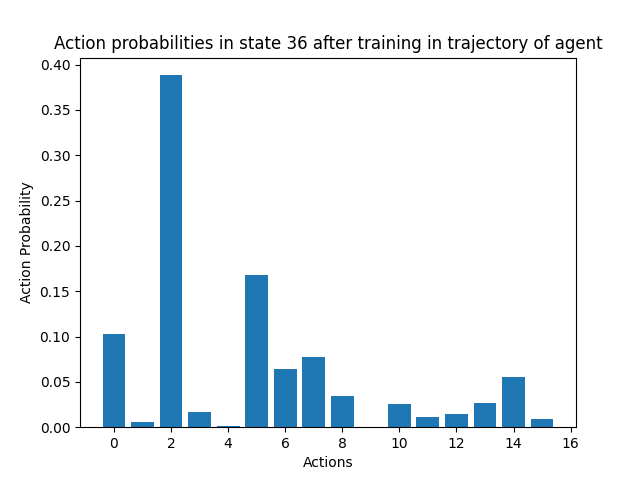 Action probabilities in state 36 after training in trajectory of agent
0.40
0.35
0.30
0.25
0.20
0.15
0.10
0.05
0.00
Action Probability
0 2 4 6 8 10 12 14 16
Actions